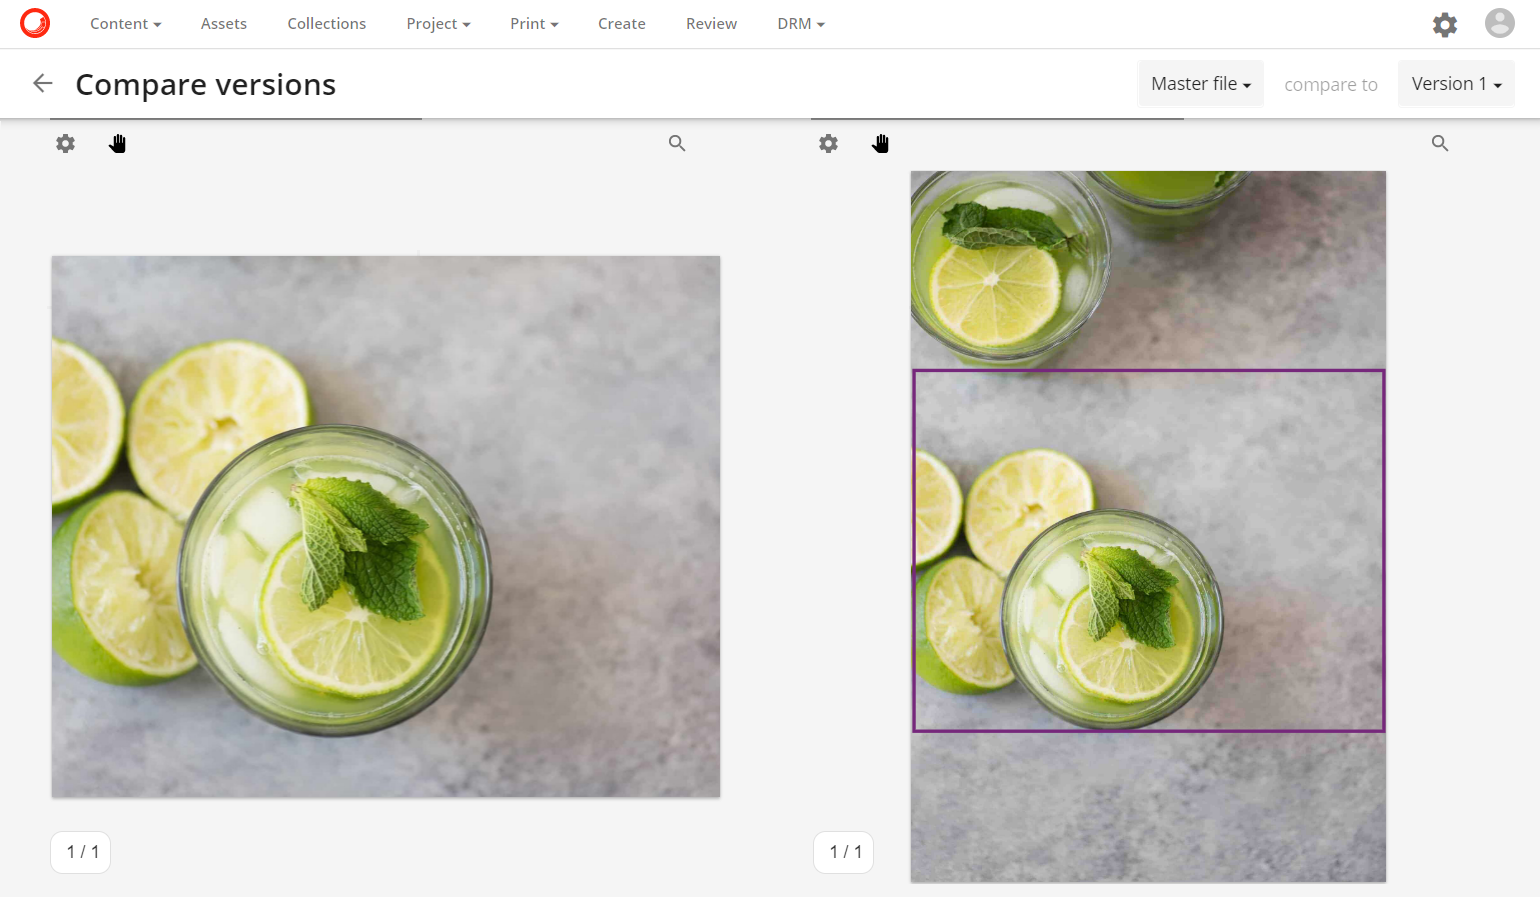 Content Assets Collections Project Print Create Review DRM
Compare versions Master file compare to Version 1
1 / 1 1 / 1